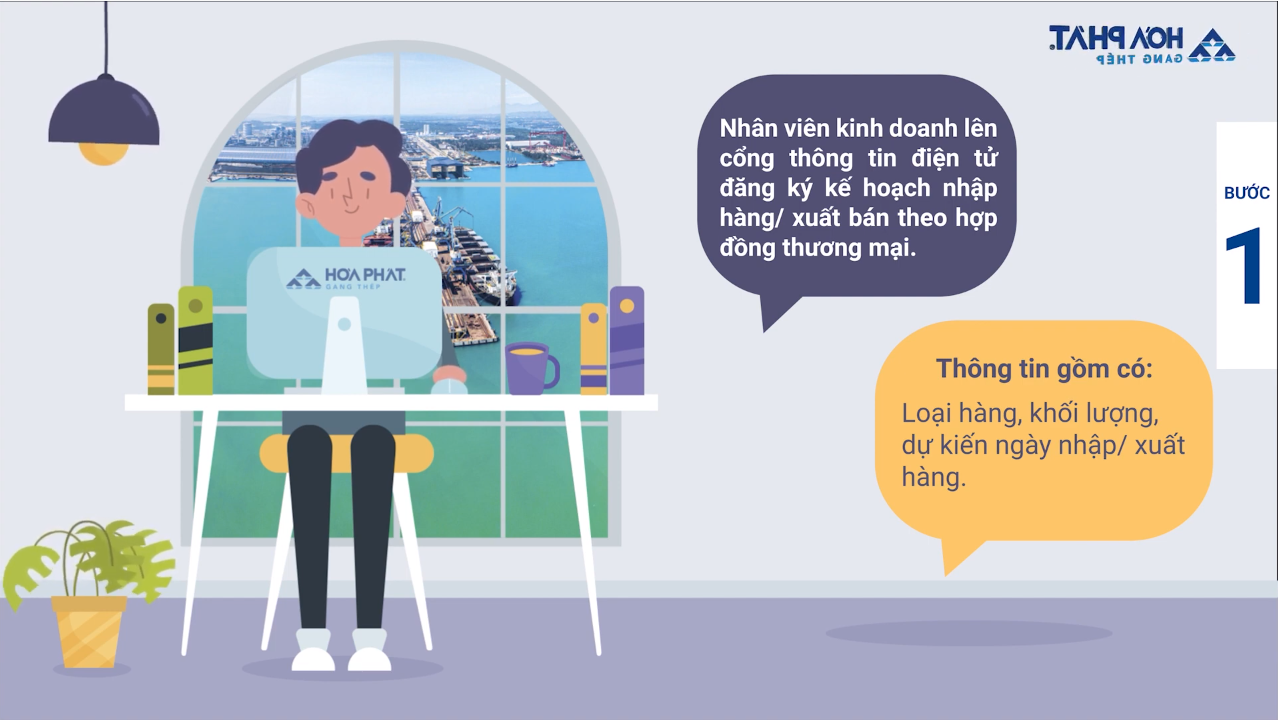 HÒA PHÁT
GANG THÉP
Nhân viên kinh doanh lên
cổng thông tin điện tử
đăng ký kế hoạch nhập
hàng/ xuất bán theo hợp
đồng thương mại.
BƯỚC
1
HÒA PHÁT
GANG THÉP
Thông tin gồm có:
Loại hàng, khối lượng,
dự kiến ngày nhập/ xuất
hàng.